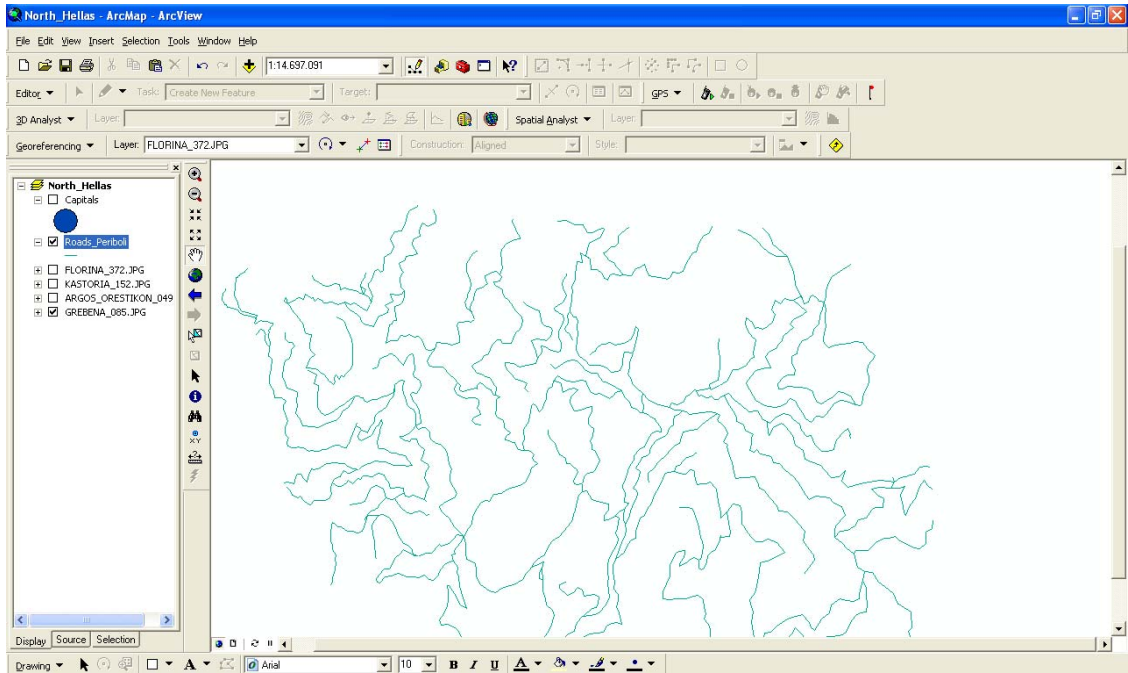 North_Hellas - ArcMap - ArcView
File Edit View Insert Selection Tools Window Help
1:14.697.091
Editor Task: Create New Feature Target: GPS
3D Analyst Layer: Spatial Analyst Layer:
Georeferencing Layer: FLORINA_372.JPG Construction: Aligned Style:
North_Hellas
Capitals
Roads_Periboli
FLORINA_372.JPG
KASTORIA_152.JPG
ARGOS_ORESTIKON_049
GREBENA_085.JPG
Display Source Selection
Drawing A Arial 10 B I U A